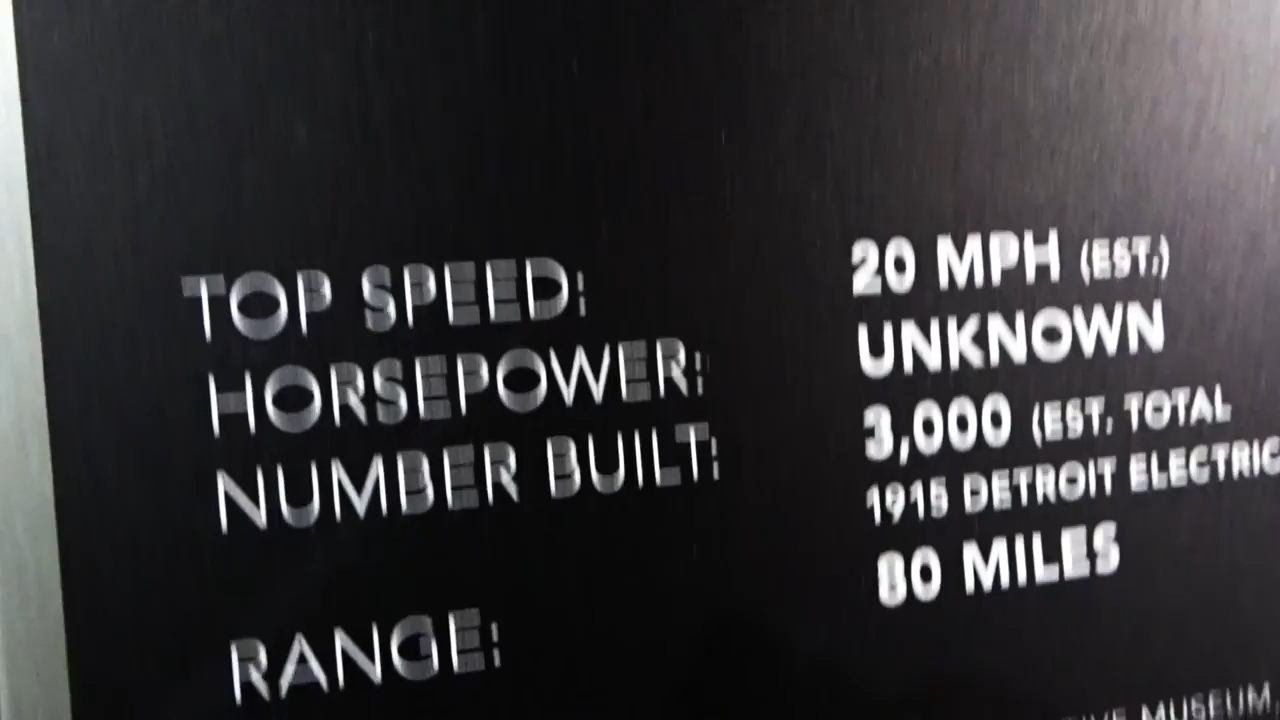 TOP SPEED: 20 MPH (EST.)
HORSEPOWER: UNKNOWN
NUMBER BUILT: 3,000 (EST. TOTAL
1915 DETROIT ELECTRIC
RANGE: 80 MILES
MUSEUM